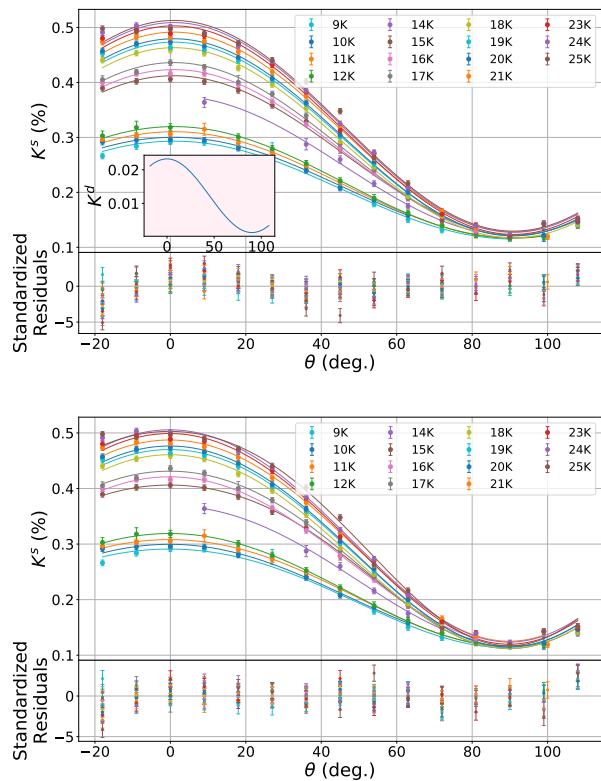 0.5
0.4
0.3
0.2
0.1
K^s (%)
9K 14K 18K 23K
10K 15K 19K 24K
11K 16K 20K 25K
12K 17K 21K
0.02
0.01
K^d
0 50 100
0
−5
Standardized
Residuals
−20 0 20 40 60 80 100
θ (deg.)
0.5
0.4
0.3
0.2
0.1
K^s (%)
9K 14K 18K 23K
10K 15K 19K 24K
11K 16K 20K 25K
12K 17K 21K
0
−5
Standardized
Residuals
−20 0 20 40 60 80 100
θ (deg.)